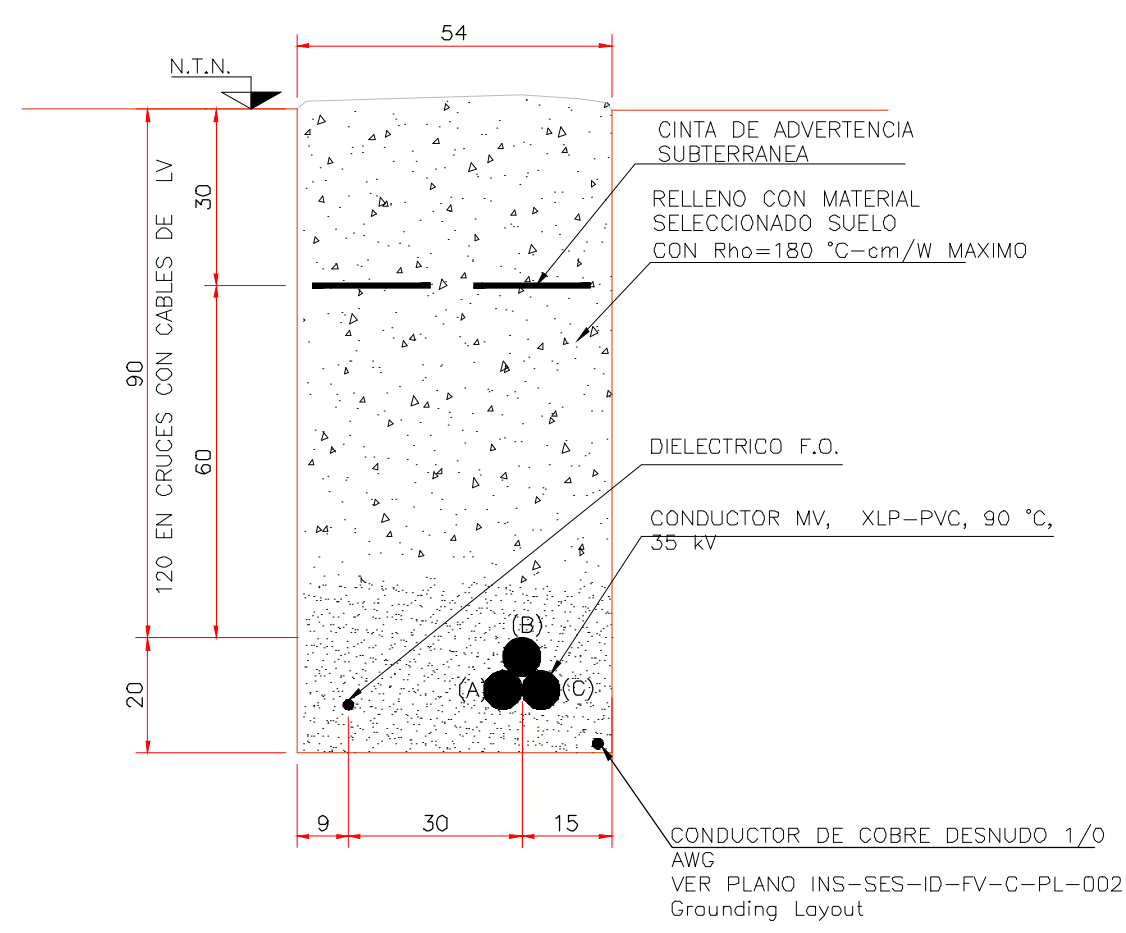 54
N.T.N.
CINTA DE ADVERTENCIA
SUBTERRANEA
RELLENO CON MATERIAL
SELECCIONADO SUELO
CON Rho=180 °C-cm/W MAXIMO
30
90
120 EN CRUCES CON CABLES DE LV
60
DIELECTRICO F.O.
CONDUCTOR MV, XLP-PVC, 90 °C,
35 kV
(B)
(A)
(C)
20
9
30
15
CONDUCTOR DE COBRE DESNUDO 1/0
AWG
VER PLANO INS-SES-ID-FV-C-PL-002
Grounding Layout